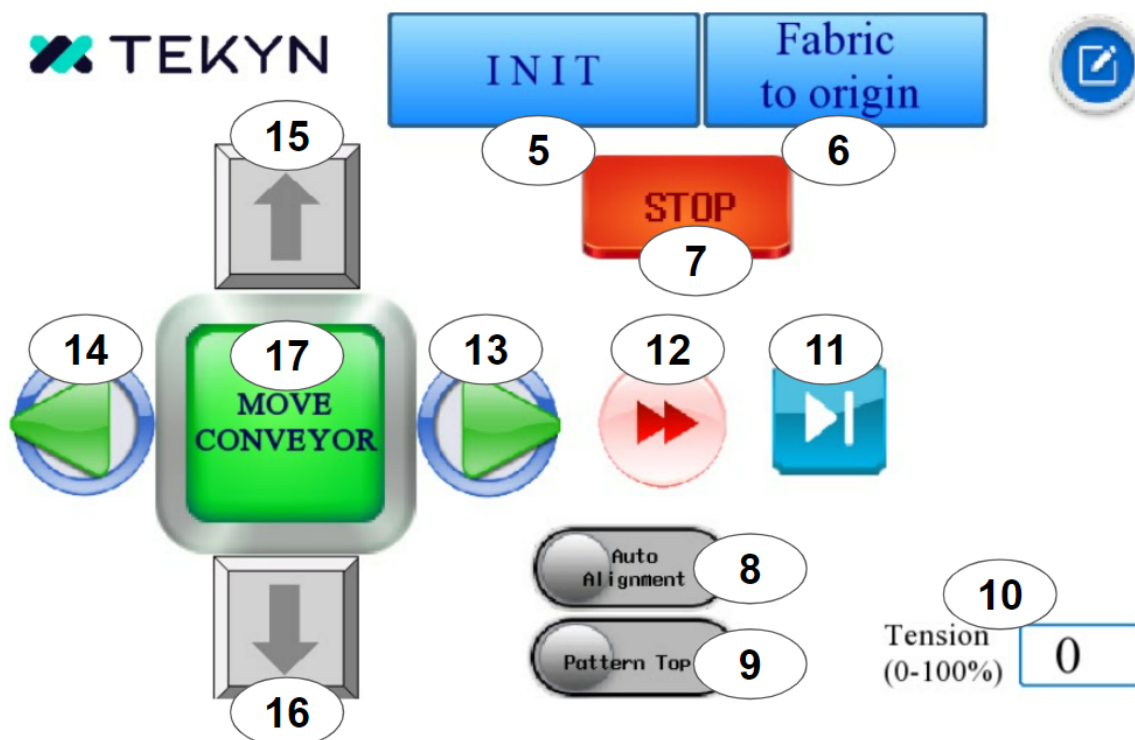 TEKYN
INIT
Fabric
to origin
15
5
6
STOP
7
14
17
13
12
11
MOVE
CONVEYOR
Auto
Alignment
8
10
Tension
(0-100%)
0
Pattern Top
9
16